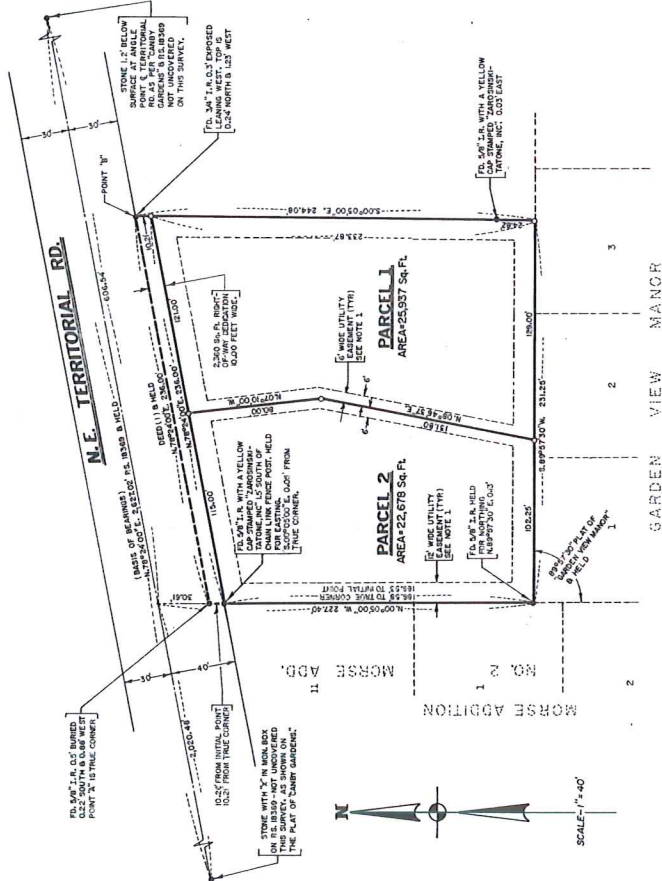 FD. 5/8" I.R. 0.5' BURIED
0.22' SOUTH & 0.86' WEST
POINT "A" IS TRUE CORNER
30'
30'
STONE 1.2' BELOW
SURFACE AT ANGLE
POINT ℄ TERRITORIAL
RD. AS PER "CANBY
GARDENS" & P.S. 18369
NOT UNCOVERED
ON THIS SURVEY.
N.E. TERRITORIAL RD.
606.54
(BASIS OF BEARINGS)
N.78°24'00"E. 2,627.02' P.S. 18369 & HELD
POINT "B"
FD. 3/4" I.R. 0.3' EXPOSED
LEANING WEST. TOP IS
0.24' NORTH & 1.23' WEST
DEED (1) & HELD
N.78°24'00"E. 236.00'
N.78°24'00"E. 236.00'
30.61
30'
40'
2,020.48
10.21'
121.00'
115.00'
2,360 Sq. Ft. RIGHT-
OF-WAY DEDICATION
10.00 FEET WIDE.
10.21' FROM INITIAL POINT
10.21' FROM TRUE CORNER
STONE WITH "X" IN MON. BOX
ON P.S. 18369-NOT UNCOVERED
THIS SURVEY. AS SHOWN ON
THE PLAT OF "CANBY GARDENS."
FD. 5/8" I.R. WITH A YELLOW
CAP STAMPED "ZAROSINSKI-
TATONE, INC" 1.5' SOUTH OF
CHAIN LINK FENCE POST. HELD
FOR EASTING.
S.00°05'00"E. 0.09' FROM
TRUE CORNER.
N.07°10'00"W.
80.00
6' WIDE UTILITY
EASEMENT (TYP)
SEE NOTE 1
6'
6'
PARCEL 1
AREA=25,937 Sq. Ft.
S.00°05'00"E. 244.08'
233.87'
24.62'
FD. 5/8" I.R. WITH A YELLOW
CAP STAMPED "ZAROSINSKI-
TATONE, INC". 0.03' EAST
131.80'
PARCEL 2
AREA=22,678 Sq. Ft.
12' WIDE UTILITY
EASEMENT (TYP)
SEE NOTE 1
FD. 5/8" I.R. HELD
FOR NORTHING
TO TRUE CORNER
TO INITIAL
POINT
N.00°05'00"W. 227.40'
102.25'
129.00'
S.89°57'30"W. 231.25'
89°57'30" PLAT OF
"GARDEN VIEW MANOR"
& HELD
1
2
3
GARDEN VIEW MANOR
11 MORSE ADD.
1
NO. 2
MORSE ADDITION
2
N
SCALE-1"=40'